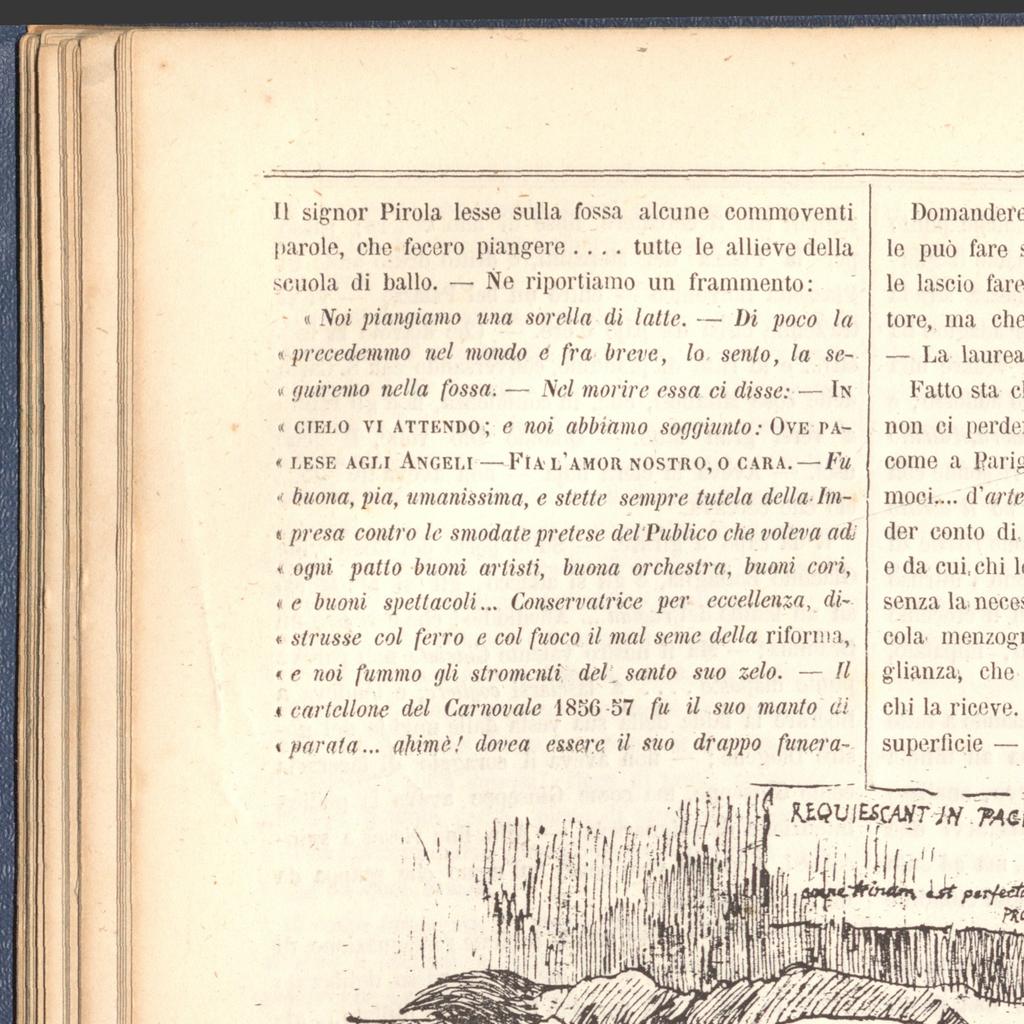 Il signor Pirola lesse sulla fossa alcune commoventi
parole, che fecero piangere .... tutte le allieve della
scuola di ballo. — Ne riportiamo un frammento:
« Noi piangiamo una sorella di latte. — Di poco la
« precedemmo nel mondo e fra breve, lo sento, la se-
« guiremo nella fossa. — Nel morire essa ci disse: — IN
« CIELO VI ATTENDO; e noi abbiamo soggiunto: OVE PA-
« LESE AGLI ANGELI — FIA L'AMOR NOSTRO, O CARA. — Fu
« buona, pia, umanissima, e stette sempre tutela della Im-
« presa contro le smodate pretese del Publico che voleva ad
« ogni patto buoni artisti, buona orchestra, buoni cori,
« e buoni spettacoli... Conservatrice per eccellenza, di-
« strusse col ferro e col fuoco il mal seme della riforma,
« e noi fummo gli stromenti del santo suo zelo. — Il
« cartellone del Carnovale 1856-57 fu il suo manto di
« parata... ahimè! dovea essere il suo drappo funera-
Domandere
le può fare s
le lascio fare
tore, ma che
— La laurea
Fatto sta ch
non ci perde
come a Parig
moci.... d'arte
der conto di
e da cui chi le
senza la neces
cola menzogn
glianza, che
chi la riceve.
superficie —
REQUIESCANT IN PAC
omne trinum est perfect
PRO